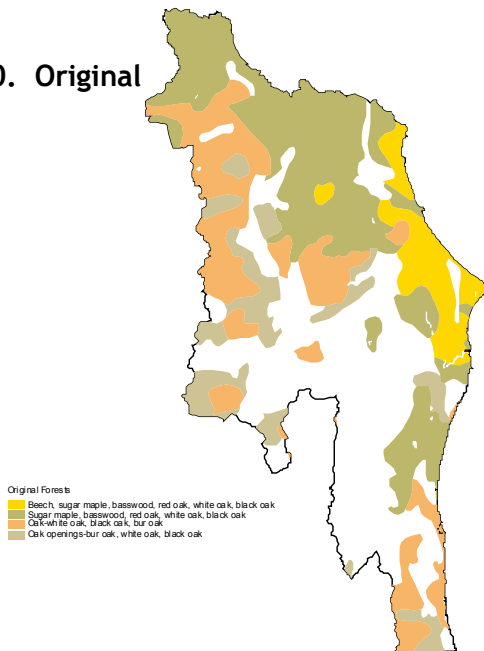 0. Original
Original Forests
Beech, sugar maple, basswood, red oak, white oak, black oak
Sugar maple, basswood, red oak, white oak, black oak
Oak-white oak, black oak, bur oak
Oak openings-bur oak, white oak, black oak